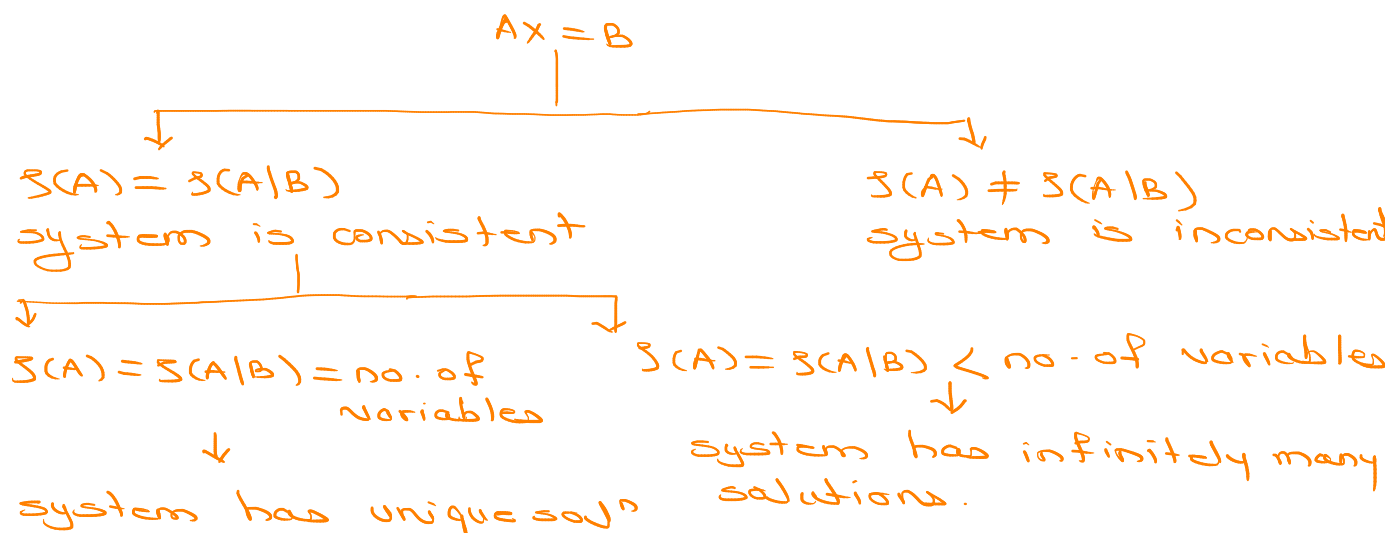 AX = B
ʒ(A) = ʒ(A|B)
system is consistent
ʒ(A) ≠ ʒ(A|B)
system is inconsistent
ʒ(A) = ʒ(A|B) = no. of
variables
system has unique solⁿ
ʒ(A) = ʒ(A|B) < no. of variables
system has infinitely many
solutions.